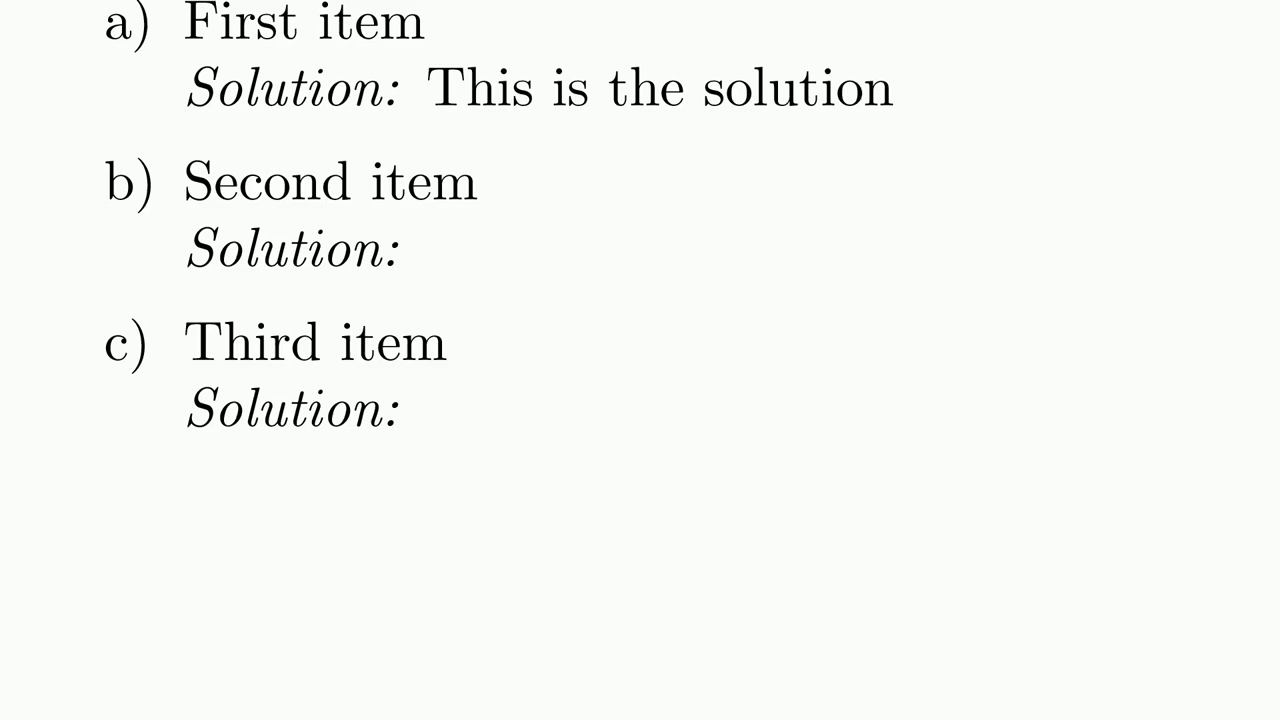 a) First item
Solution: This is the solution
b) Second item
Solution:
c) Third item
Solution: